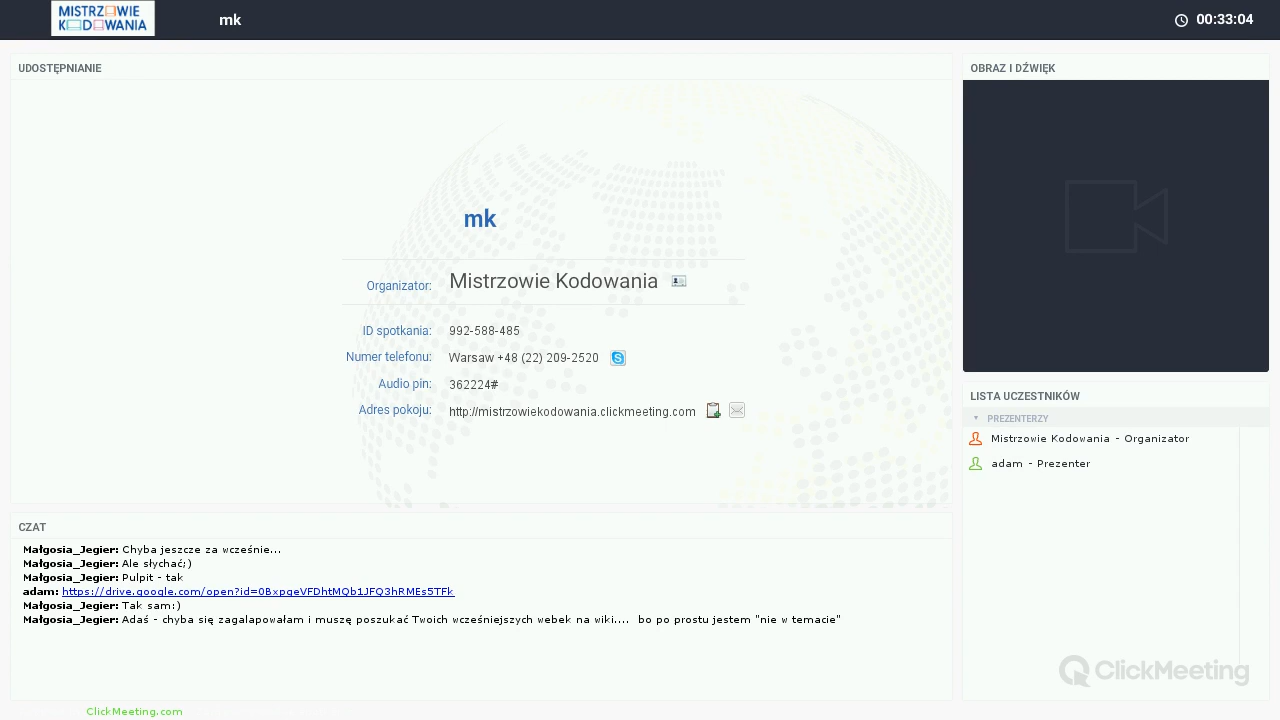 MISTRZOWIE
KODOWANIA
mk
00:33:04
UDOSTĘPNIANIE
mk
Organizator: Mistrzowie Kodowania
ID spotkania: 992-588-485
Numer telefonu: Warsaw +48 (22) 209-2520
Audio pin: 362224#
Adres pokoju: http://mistrzowiekodowania.clickmeeting.com
OBRAZ I DŹWIĘK
LISTA UCZESTNIKÓW
PREZENTERZY
Mistrzowie Kodowania - Organizator
adam - Prezenter
CZAT
Małgosia_Jegier: Chyba jeszcze za wcześnie...
Małgosia_Jegier: Ale słychać;)
Małgosia_Jegier: Pulpit - tak
adam: https://drive.google.com/open?id=0BxpqeVFDhtMQb1JFQ3hRMEs5TFk
Małgosia_Jegier: Tak sam:)
Małgosia_Jegier: Adaś - chyba się zagalapowałam i muszę poszukać Twoich wcześniejszych webek na wiki.... bo po prostu jestem "nie w temacie"
ClickMeeting
ClickMeeting.com